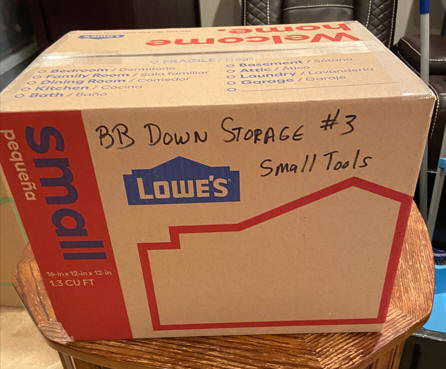 Welcome
home.
LOWE'S
FRAGILE / Frágil
Bedroom / Dormitorio
Family Room / Sala familiar
Dining Room / Comedor
Kitchen / Cocina
Bath / Baño
Basement / Sótano
Attic / Ático
Laundry / Lavandería
Garage / Garaje
BB DOWN STORAGE #3
Small Tools
LOWE'S
small
pequeña
16-in x 12-in x 12-in
1.3 CU FT